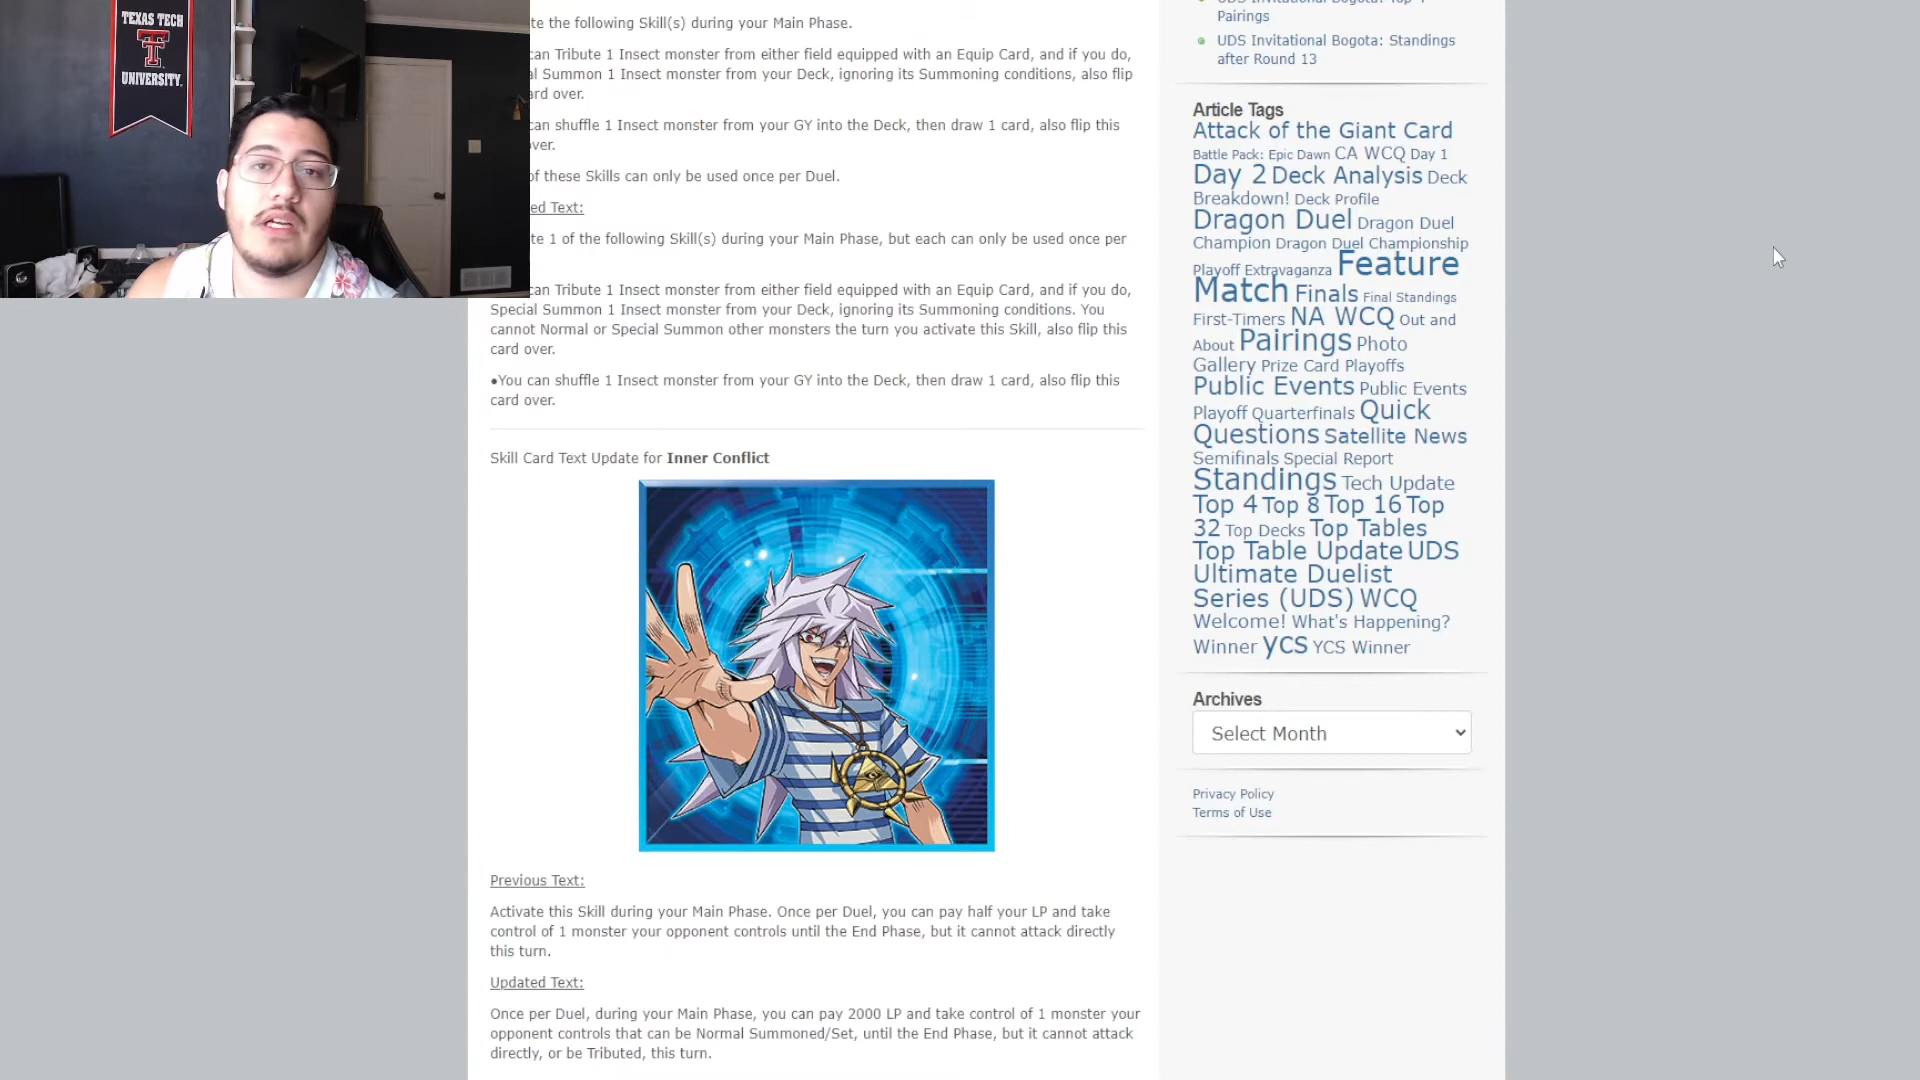 TEXAS TECH
UNIVERSITY.
te the following Skill(s) during your Main Phase.
can Tribute 1 Insect monster from either field equipped with an Equip Card, and if you do,
al Summon 1 Insect monster from your Deck, ignoring its Summoning conditions, also flip
ard over.
can shuffle 1 Insect monster from your GY into the Deck, then draw 1 card, also flip this
over.
of these Skills can only be used once per Duel.
ed Text:
te 1 of the following Skill(s) during your Main Phase, but each can only be used once per
can Tribute 1 Insect monster from either field equipped with an Equip Card, and if you do,
Special Summon 1 Insect monster from your Deck, ignoring its Summoning conditions. You
cannot Normal or Special Summon other monsters the turn you activate this Skill, also flip this
card over.
●You can shuffle 1 Insect monster from your GY into the Deck, then draw 1 card, also flip this
card over.
Skill Card Text Update for Inner Conflict
Previous Text:
Activate this Skill during your Main Phase. Once per Duel, you can pay half your LP and take
control of 1 monster your opponent controls until the End Phase, but it cannot attack directly
this turn.
Updated Text:
Once per Duel, during your Main Phase, you can pay 2000 LP and take control of 1 monster your
opponent controls that can be Normal Summoned/Set, until the End Phase, but it cannot attack
directly, or be Tributed, this turn.
UDS Invitational Bogota: Top 4
Pairings
UDS Invitational Bogota: Standings
after Round 13
Article Tags
Attack of the Giant Card
Battle Pack: Epic Dawn CA WCQ Day 1
Day 2 Deck Analysis Deck
Breakdown! Deck Profile
Dragon Duel Dragon Duel
Champion Dragon Duel Championship
Playoff Extravaganza Feature
Match Finals Final Standings
First-Timers NA WCQ Out and
About Pairings Photo
Gallery Prize Card Playoffs
Public Events Public Events
Playoff Quarterfinals Quick
Questions Satellite News
Semifinals Special Report
Standings Tech Update
Top 4 Top 8 Top 16 Top
32 Top Decks Top Tables
Top Table Update UDS
Ultimate Duelist
Series (UDS) WCQ
Welcome! What's Happening?
Winner ycs YCS Winner
Archives
Select Month
Privacy Policy
Terms of Use